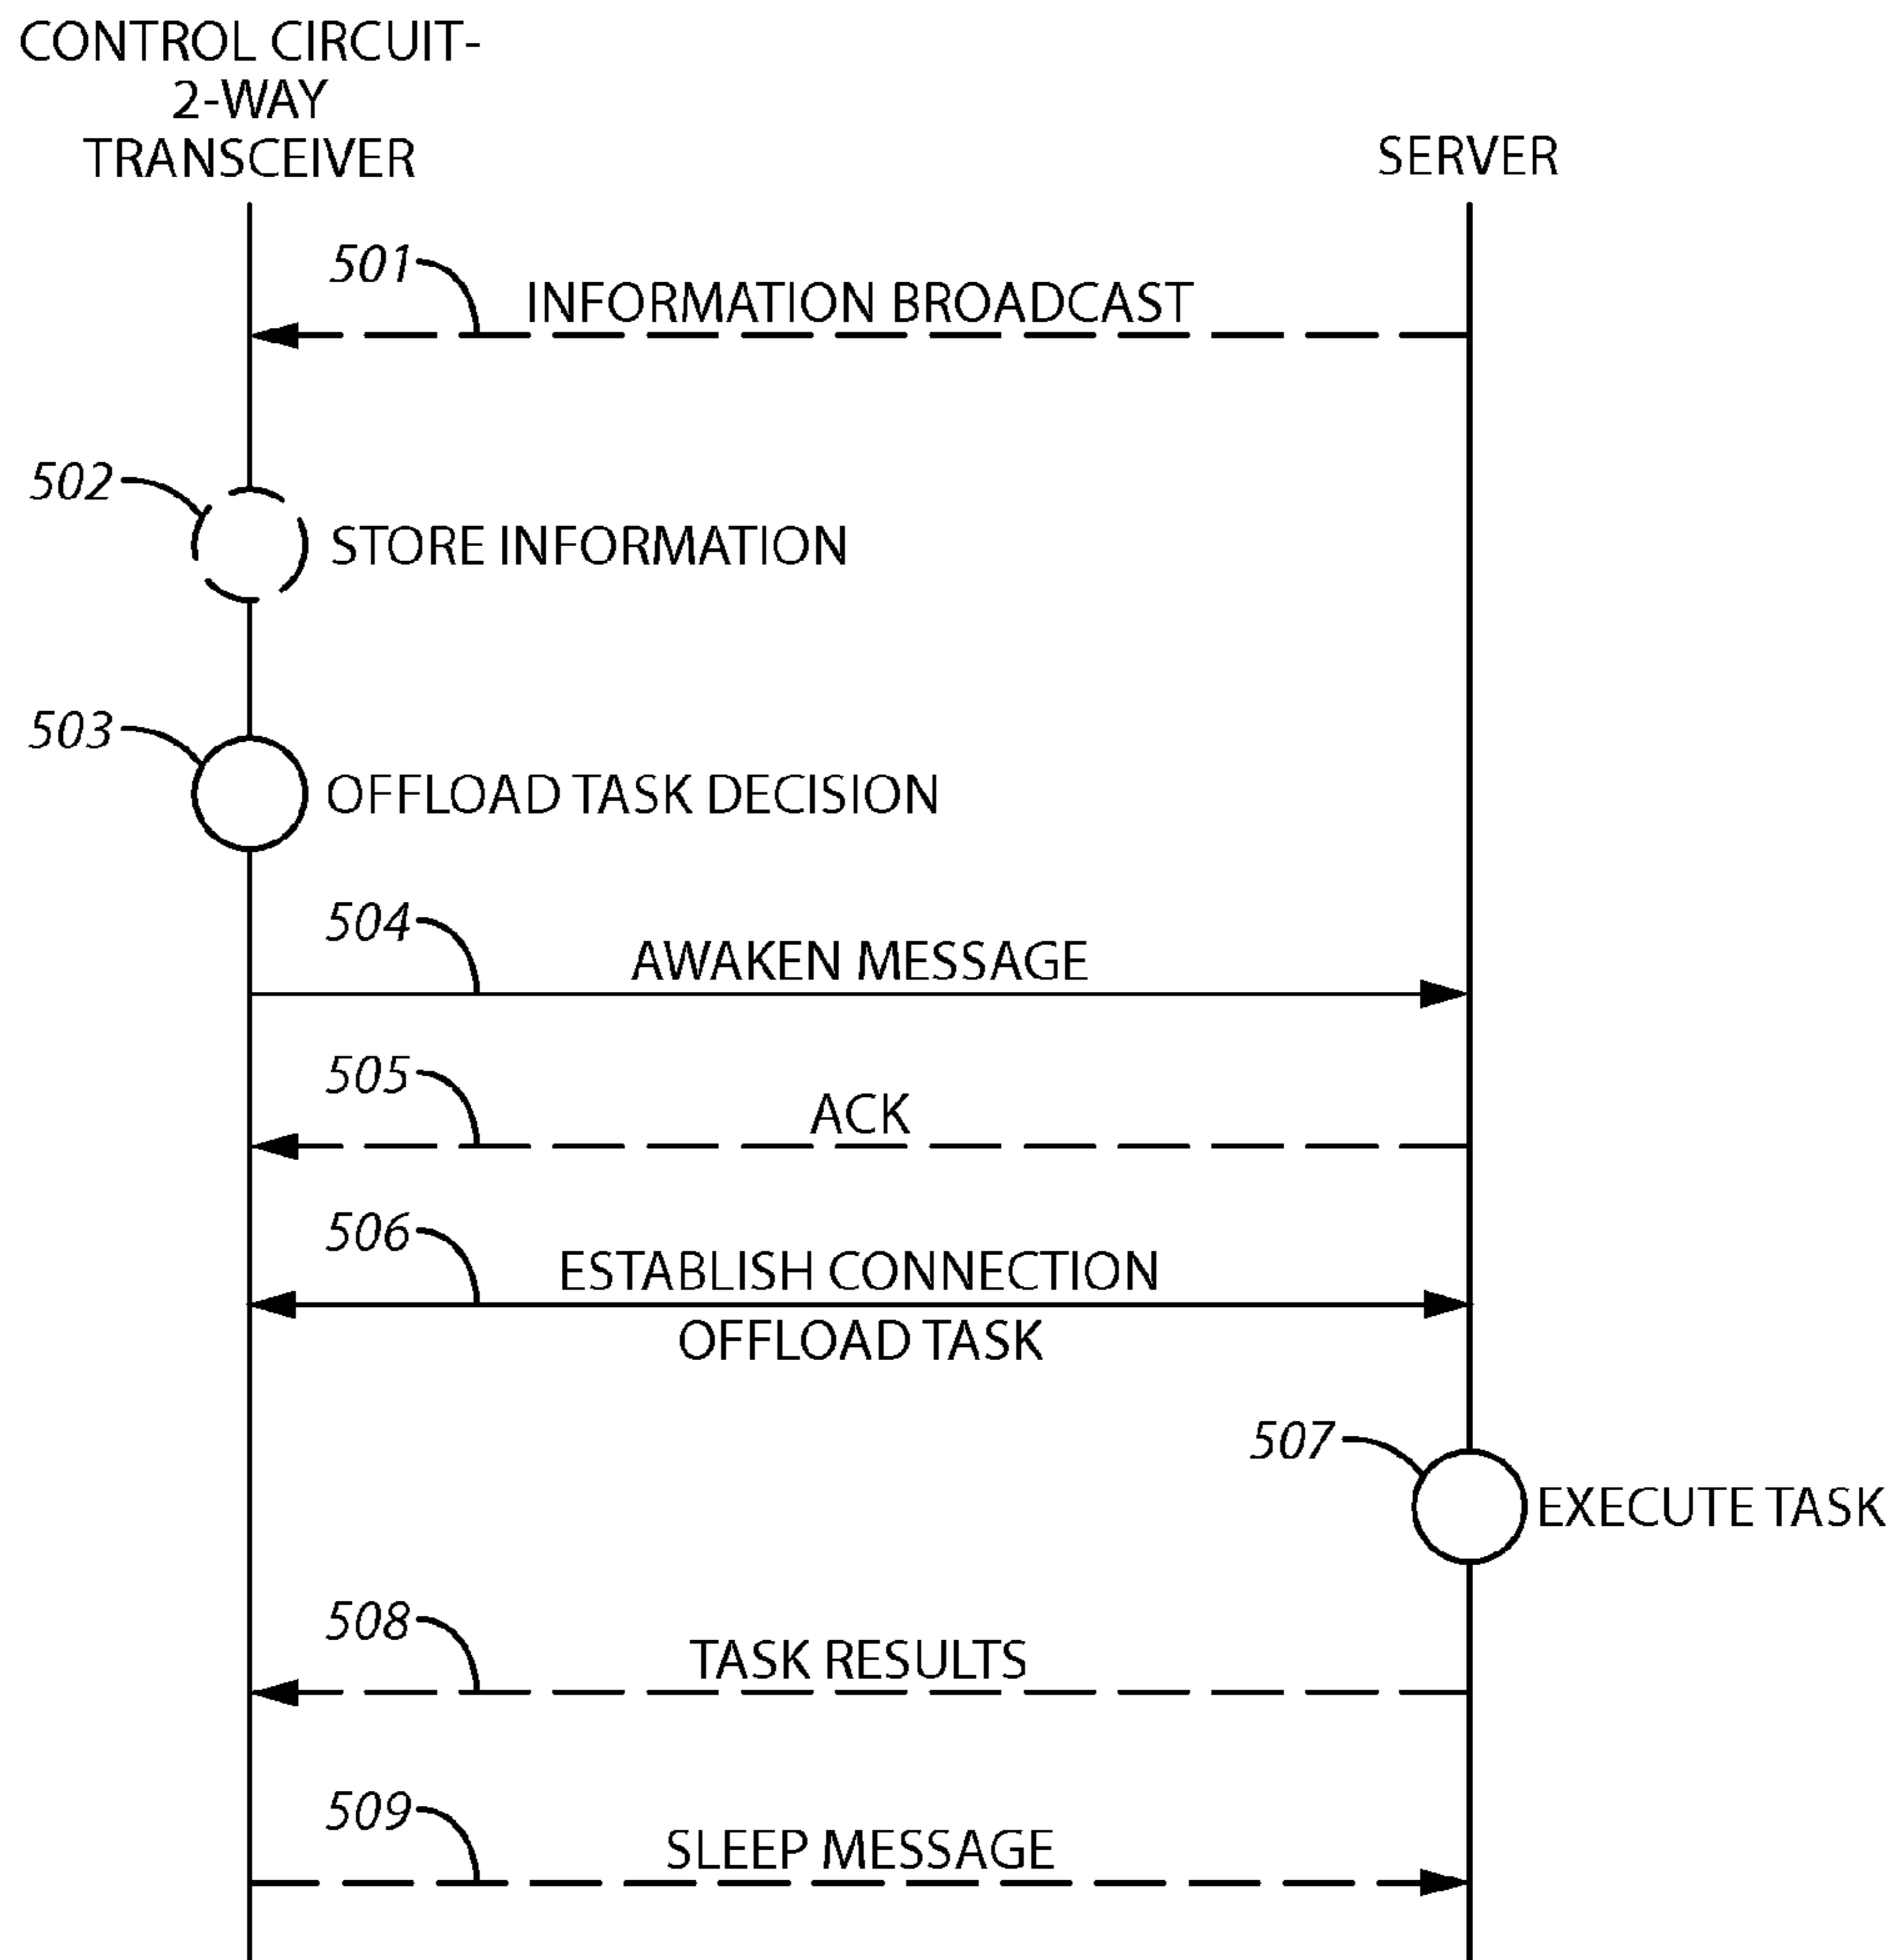 CONTROL CIRCUIT-
2-WAY
TRANSCEIVER
SERVER
501
INFORMATION BROADCAST
502
STORE INFORMATION
503
OFFLOAD TASK DECISION
504
AWAKEN MESSAGE
505
ACK
506
ESTABLISH CONNECTION
OFFLOAD TASK
507
EXECUTE TASK
508
TASK RESULTS
509
SLEEP MESSAGE